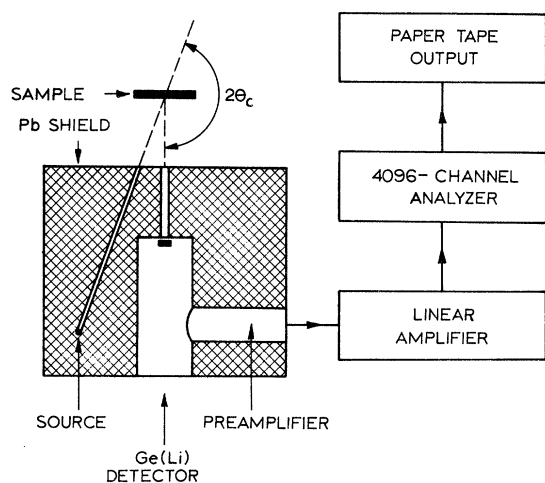 PAPER TAPE
OUTPUT
SAMPLE
2θc
Pb SHIELD
4096-CHANNEL
ANALYZER
LINEAR
AMPLIFIER
SOURCE
PREAMPLIFIER
Ge(Li)
DETECTOR